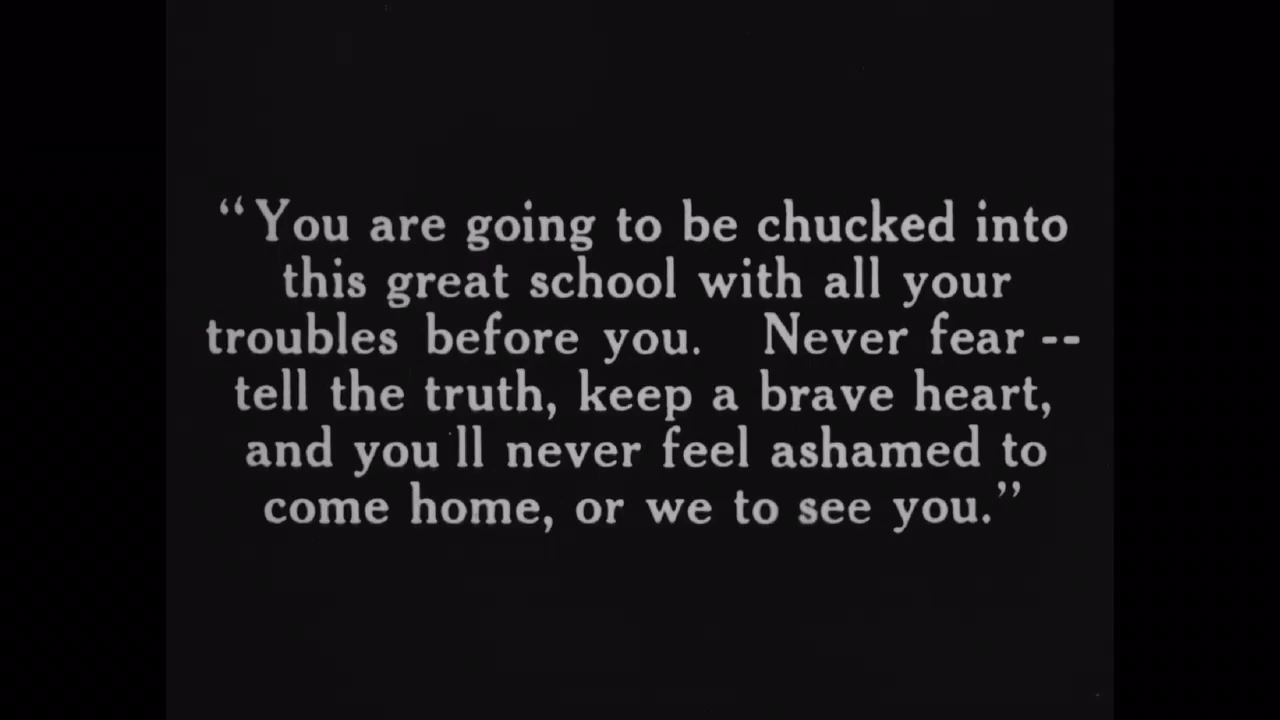 “You are going to be chucked into
this great school with all your
troubles before you. Never fear --
tell the truth, keep a brave heart,
and you'll never feel ashamed to
come home, or we to see you.”